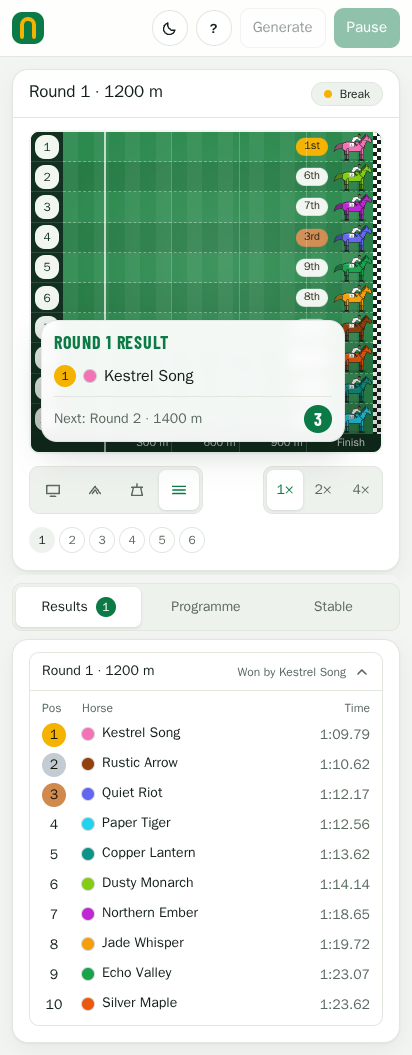 ? Generate Pause
Round 1 · 1200 m Break
1 1st
2 6th
3 7th
4 3rd
5 9th
6 8th
ROUND 1 RESULT
1 Kestrel Song
Next: Round 2 · 1400 m 3
300 m 600 m 900 m Finish
1× 2× 4×
1 2 3 4 5 6
Results 1 Programme Stable
Round 1 · 1200 m Won by Kestrel Song
Pos Horse Time
1 Kestrel Song 1:09.79
2 Rustic Arrow 1:10.62
3 Quiet Riot 1:12.17
4 Paper Tiger 1:12.56
5 Copper Lantern 1:13.62
6 Dusty Monarch 1:14.14
7 Northern Ember 1:18.65
8 Jade Whisper 1:19.72
9 Echo Valley 1:23.07
10 Silver Maple 1:23.62